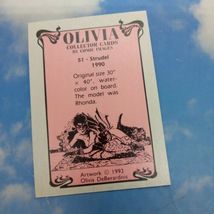 OLIVIA
COLLECTOR CARDS
BY COMIC IMAGES
51 - Strudel
1990
Original size 30"
x 40", water-
color on board.
The model was
Rhonda.
Artwork © 1992
Olivia DeBerardinis